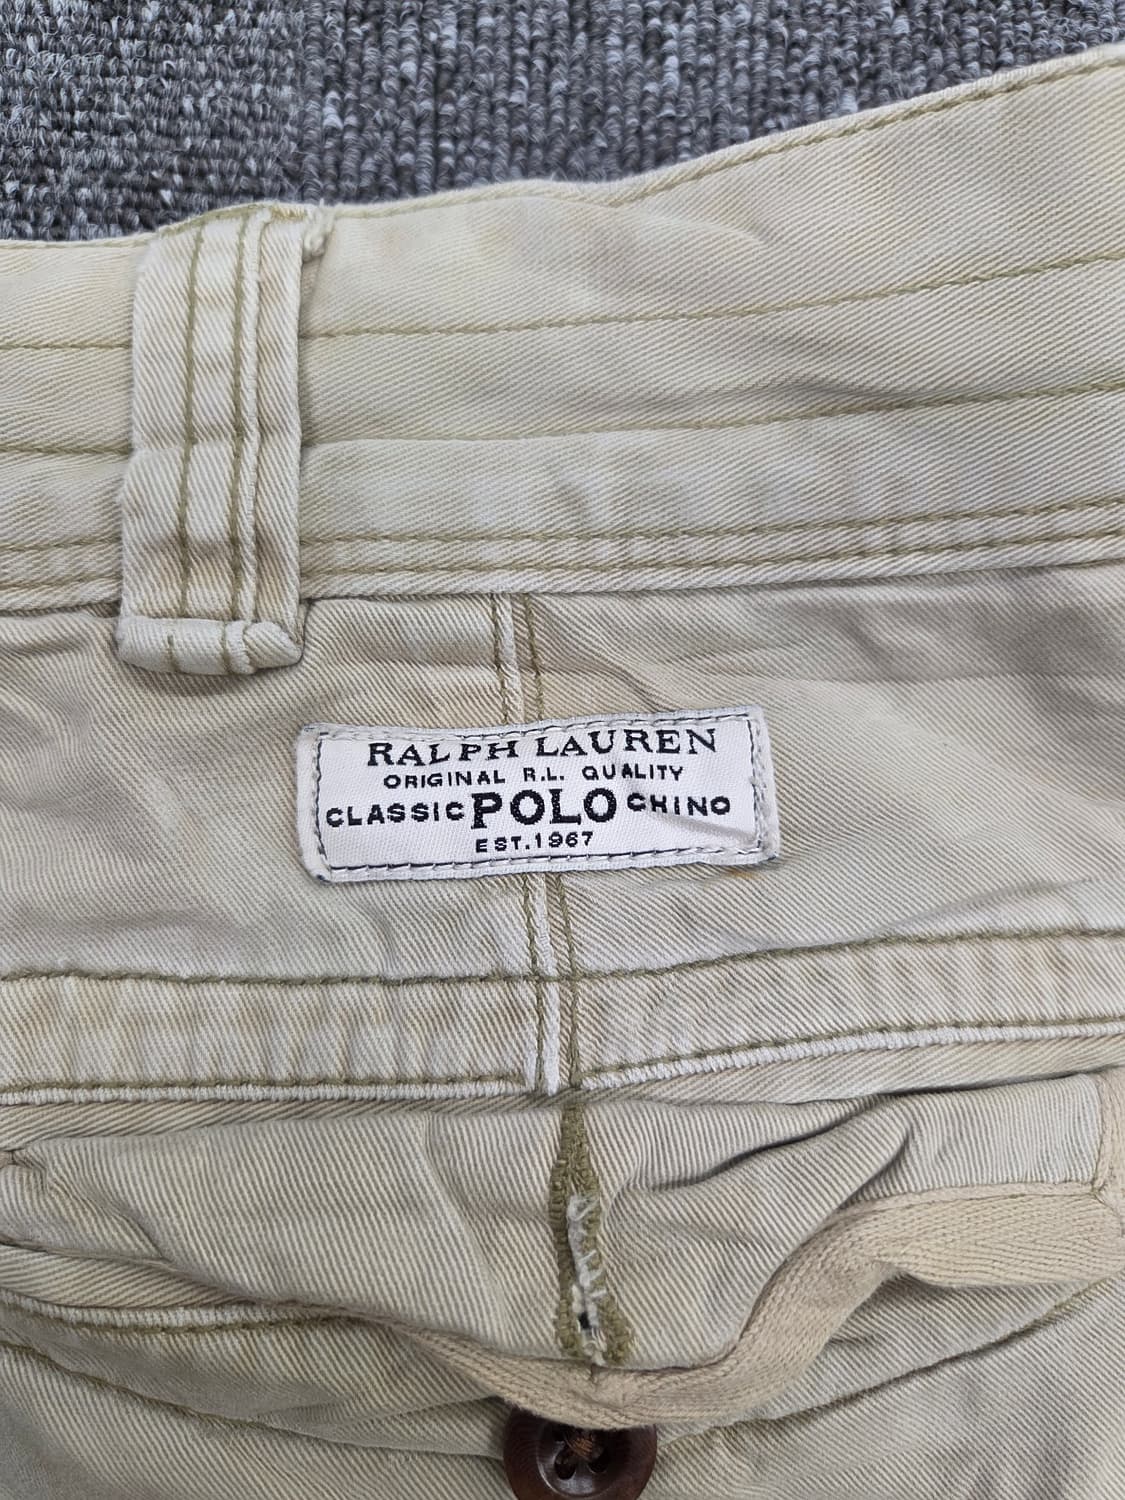 RALPH LAUREN
ORIGINAL R.L. QUALITY
CLASSIC POLO CHINO
EST.1967